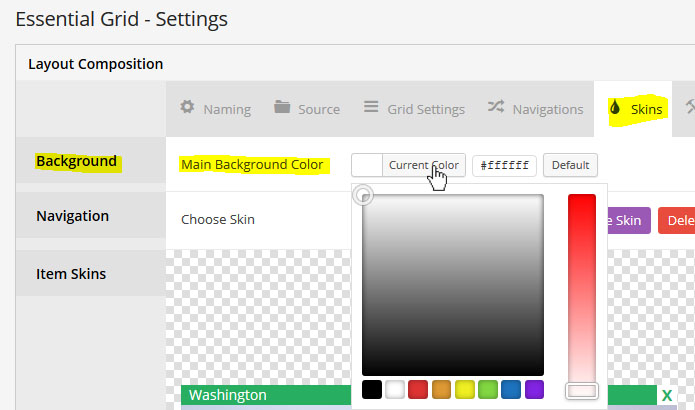 Essential Grid - Settings
Layout Composition
Naming Source Grid Settings Navigations Skins
Background Main Background Color Current Color #ffffff Default
Navigation Choose Skin e Skin Dele
Item Skins
Washington X